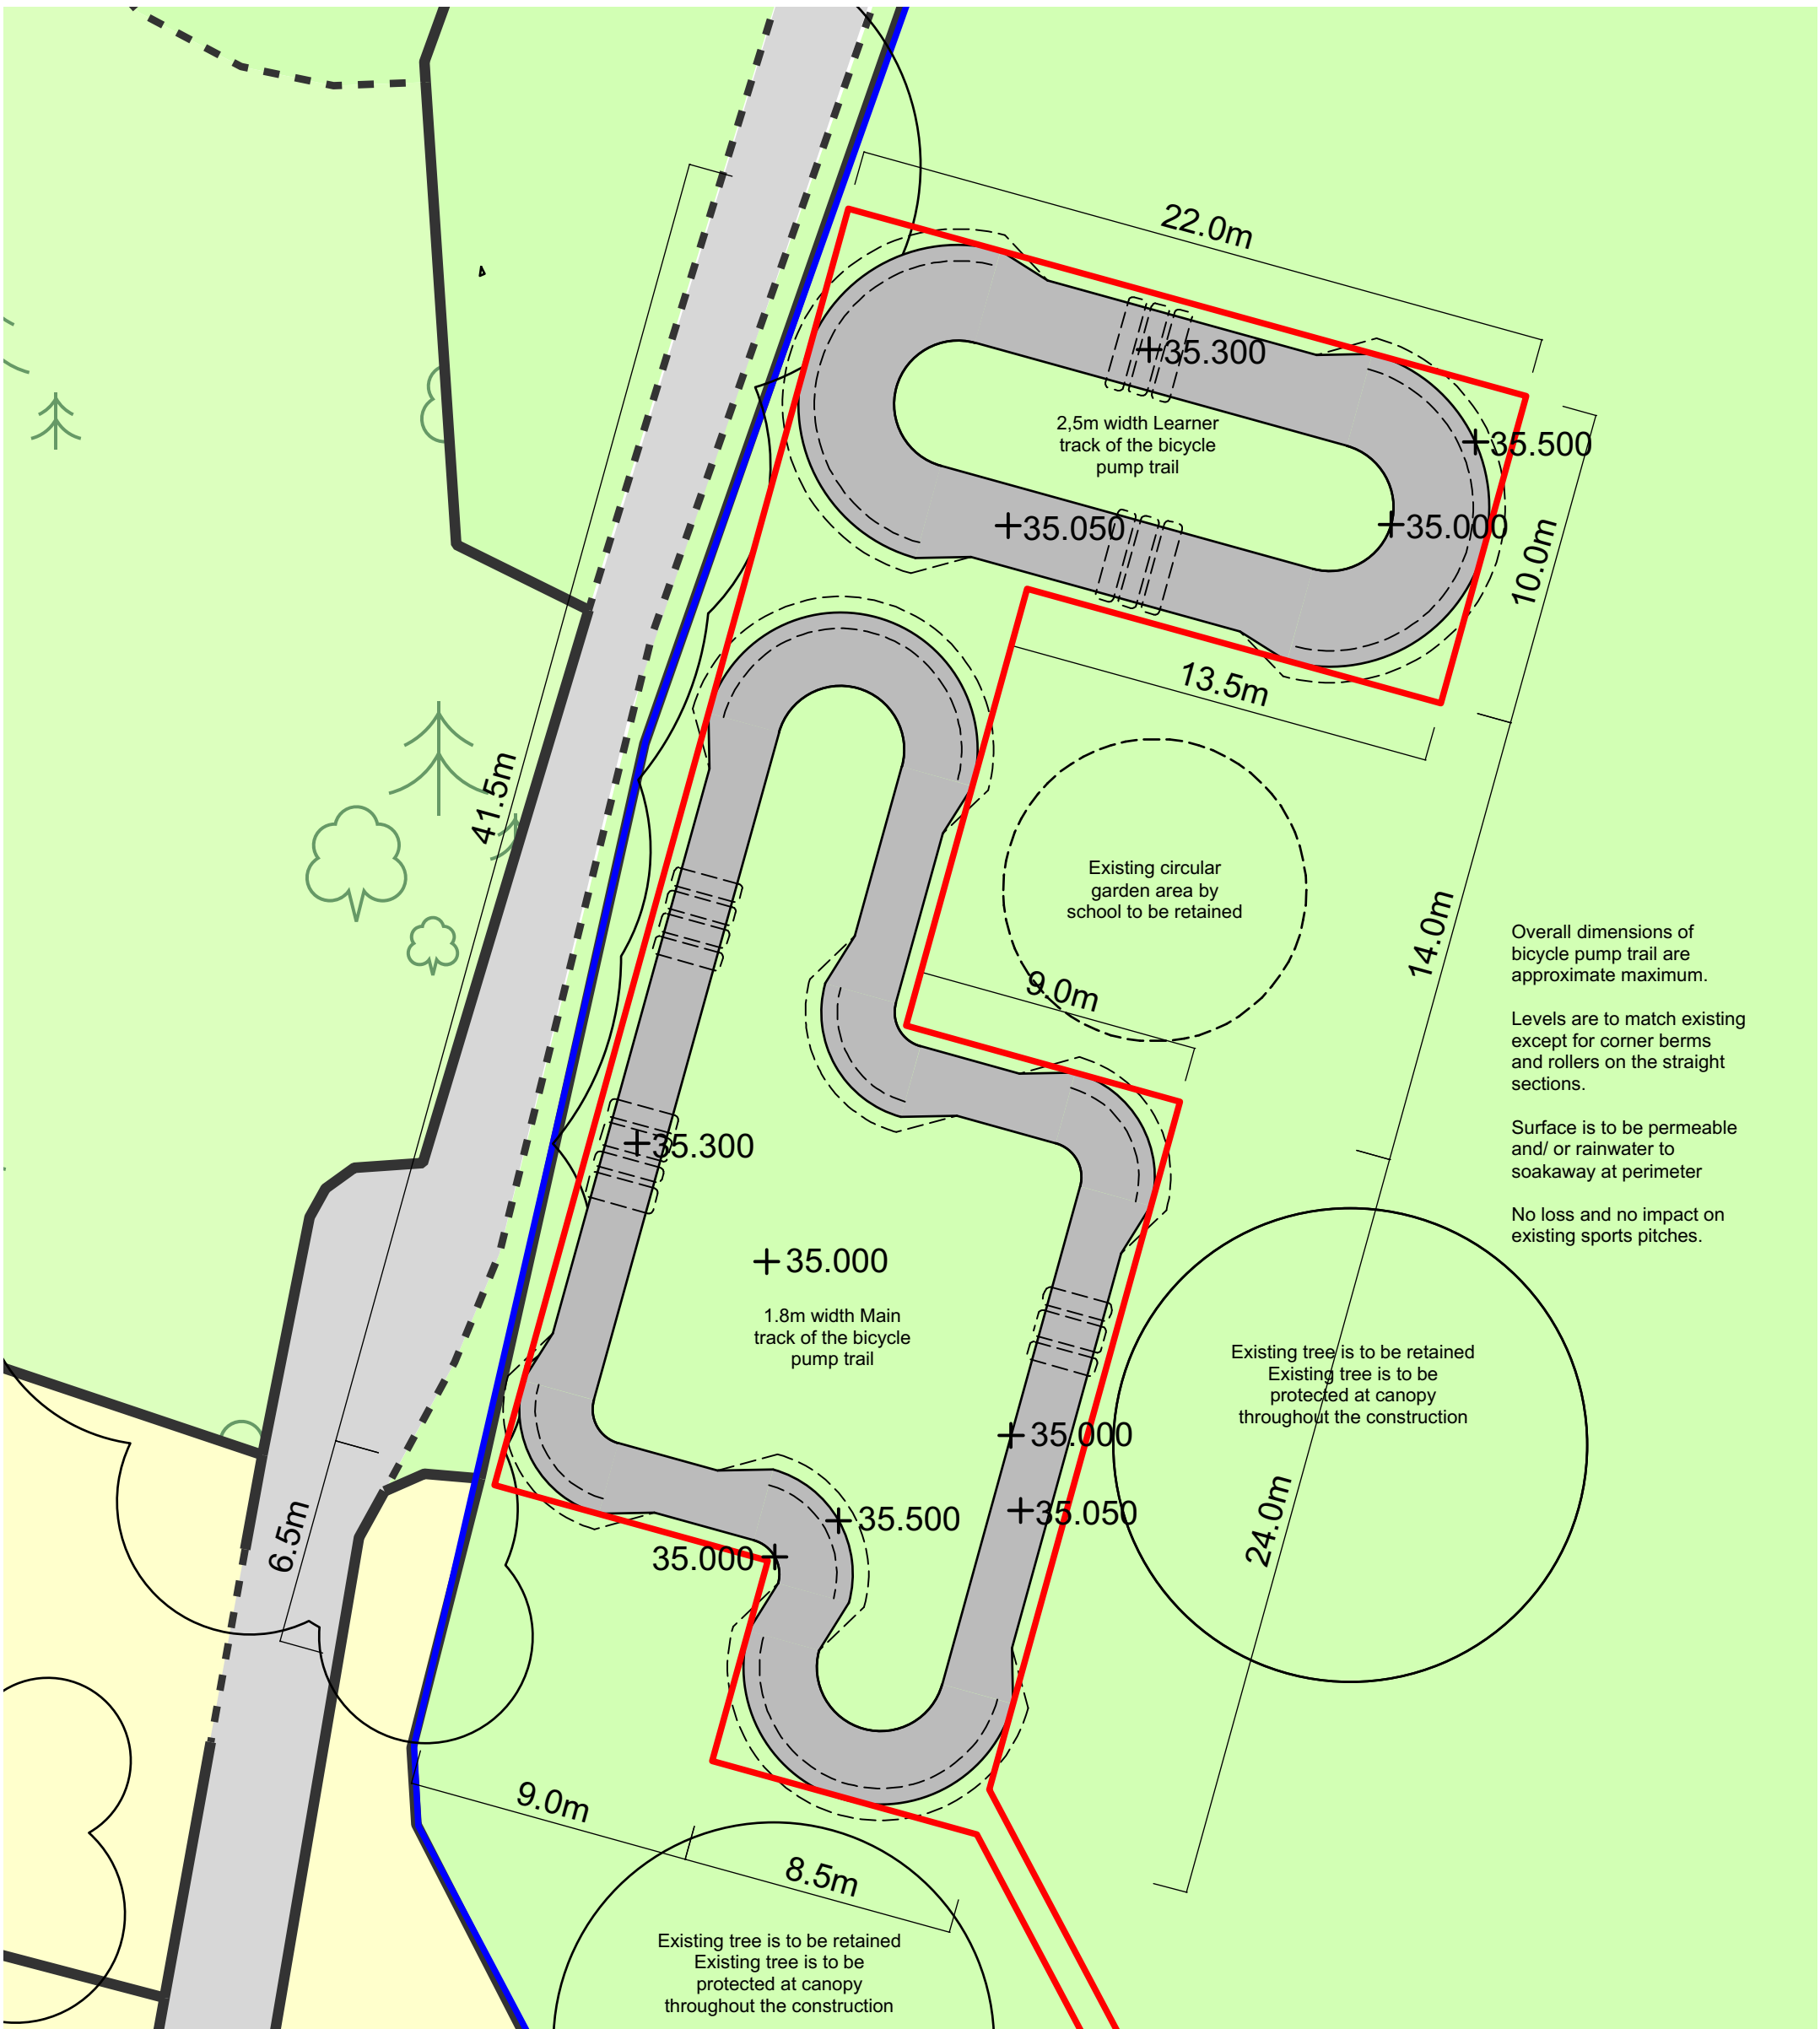 22.0m
35.300
2,5m width Learner
track of the bicycle
pump trail
35.500
35.050
35.000
10.0m
13.5m
41.5m
Existing circular
garden area by
school to be retained
9.0m
14.0m
Overall dimensions of
bicycle pump trail are
approximate maximum.
Levels are to match existing
except for corner berms
and rollers on the straight
sections.
Surface is to be permeable
and/ or rainwater to
soakaway at perimeter
No loss and no impact on
existing sports pitches.
35.300
35.000
1.8m width Main
track of the bicycle
pump trail
Existing tree is to be retained
Existing tree is to be
protected at canopy
throughout the construction
35.000
35.050
35.500
35.000
24.0m
6.5m
9.0m
8.5m
Existing tree is to be retained
Existing tree is to be
protected at canopy
throughout the construction